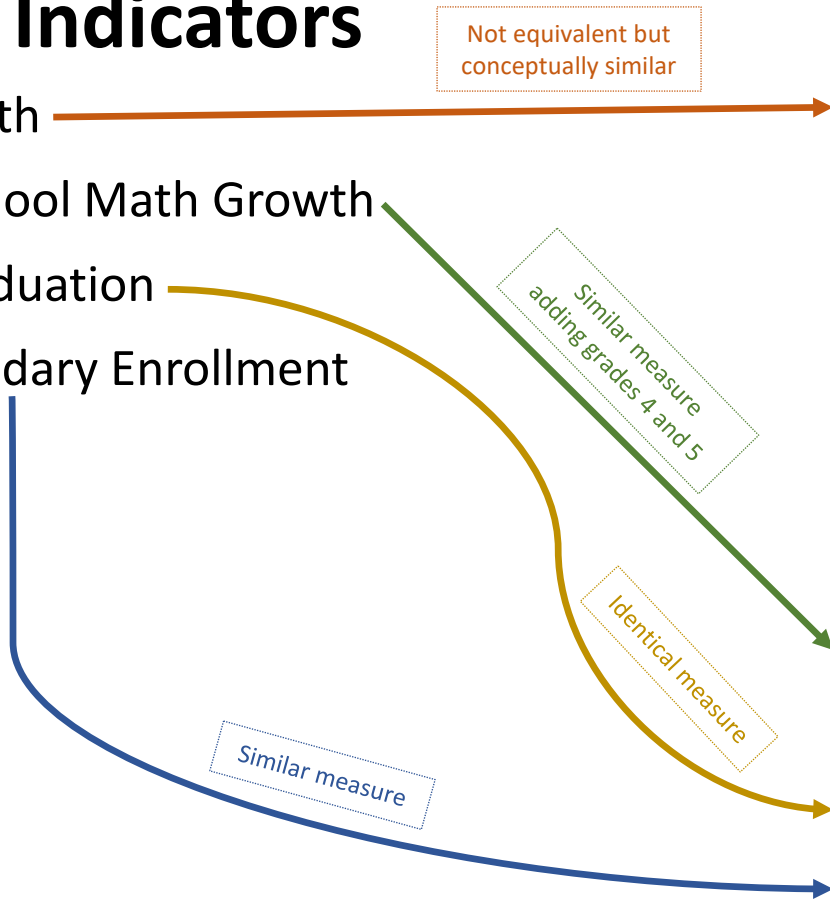 Indicators
Not equivalent but
conceptually similar
th
ool Math Growth
duation
dary Enrollment
Similar measure
adding grades 4 and 5
Identical measure
Similar measure